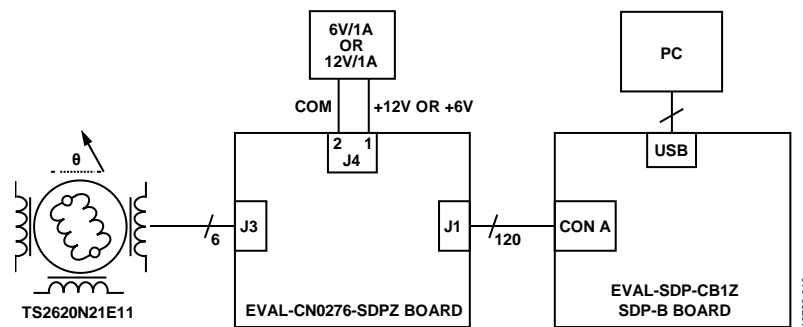 6V/1A
OR
12V/1A
PC
COM
+12V OR +6V
2 1
J4
USB
θ
J3
6
J1
120
CON A
TS2620N21E11
EVAL-CN0276-SDPZ BOARD
EVAL-SDP-CB1Z
SDP-B BOARD